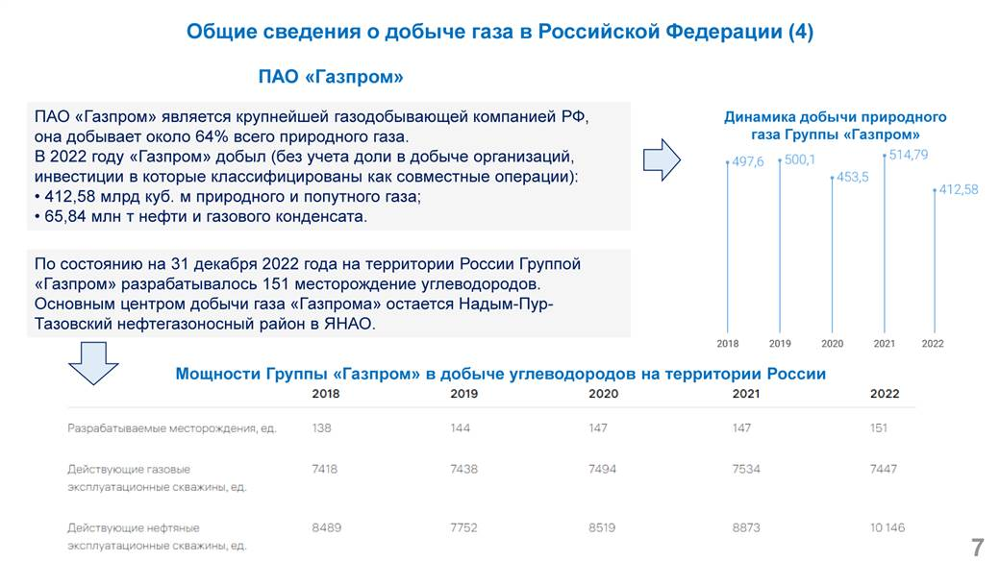 Общие сведения о добыче газа в Российской Федерации (4)
ПАО «Газпром»
ПАО «Газпром» является крупнейшей газодобывающей компанией РФ,
она добывает около 64% всего природного газа.
В 2022 году «Газпром» добыл (без учета доли в добыче организаций,
инвестиции в которые классифицированы как совместные операции):
• 412,58 млрд куб. м природного и попутного газа;
• 65,84 млн т нефти и газового конденсата.
По состоянию на 31 декабря 2022 года на территории России Группой
«Газпром» разрабатывалось 151 месторождение углеводородов.
Основным центром добычи газа «Газпрома» остается Надым-Пур-
Тазовский нефтегазоносный район в ЯНАО.
Динамика добычи природного
газа Группы «Газпром»
497,6 500,1 453,5 514,79 412,58
2018 2019 2020 2021 2022
Мощности Группы «Газпром» в добыче углеводородов на территории России
2018 2019 2020 2021 2022
Разрабатываемые месторождения, ед. 138 144 147 147 151
Действующие газовые 7418 7438 7494 7534 7447
эксплуатационные скважины, ед.
Действующие нефтяные 8489 7752 8519 8873 10 146
эксплуатационные скважины, ед.
7